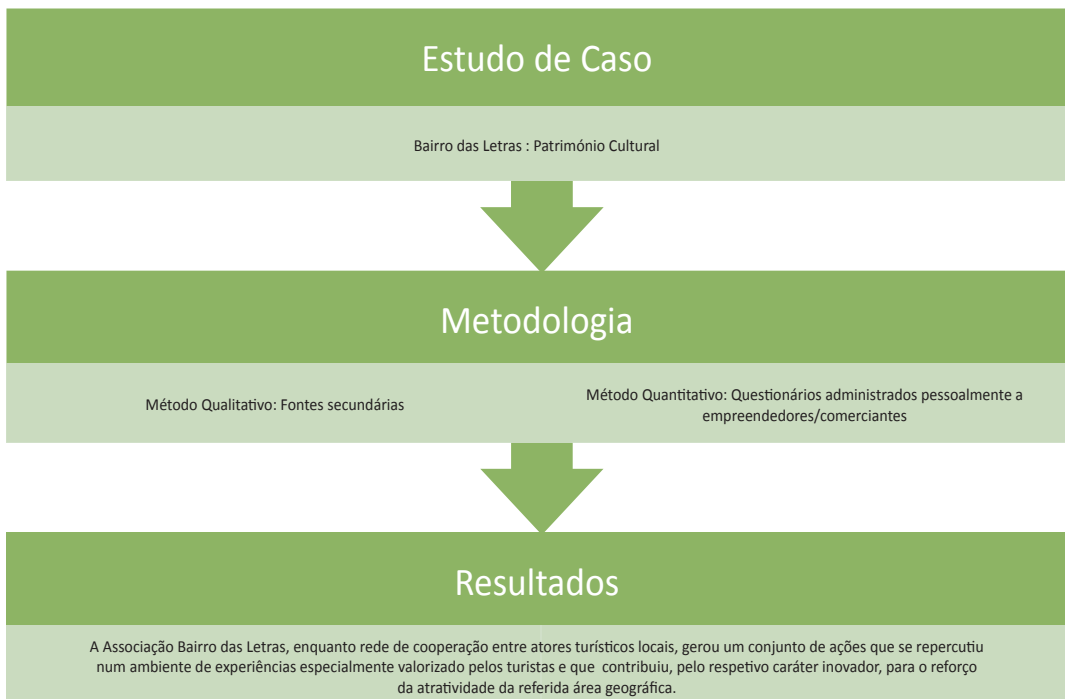 Estudo de Caso
Bairro das Letras : Património Cultural
Metodologia
Método Qualitativo: Fontes secundárias
Método Quantitativo: Questionários administrados pessoalmente a
empreendedores/comerciantes
Resultados
A Associação Bairro das Letras, enquanto rede de cooperação entre atores turísticos locais, gerou um conjunto de ações que se repercutiu
num ambiente de experiências especialmente valorizado pelos turistas e que contribuiu, pelo respetivo caráter inovador, para o reforço
da atratividade da referida área geográfica.